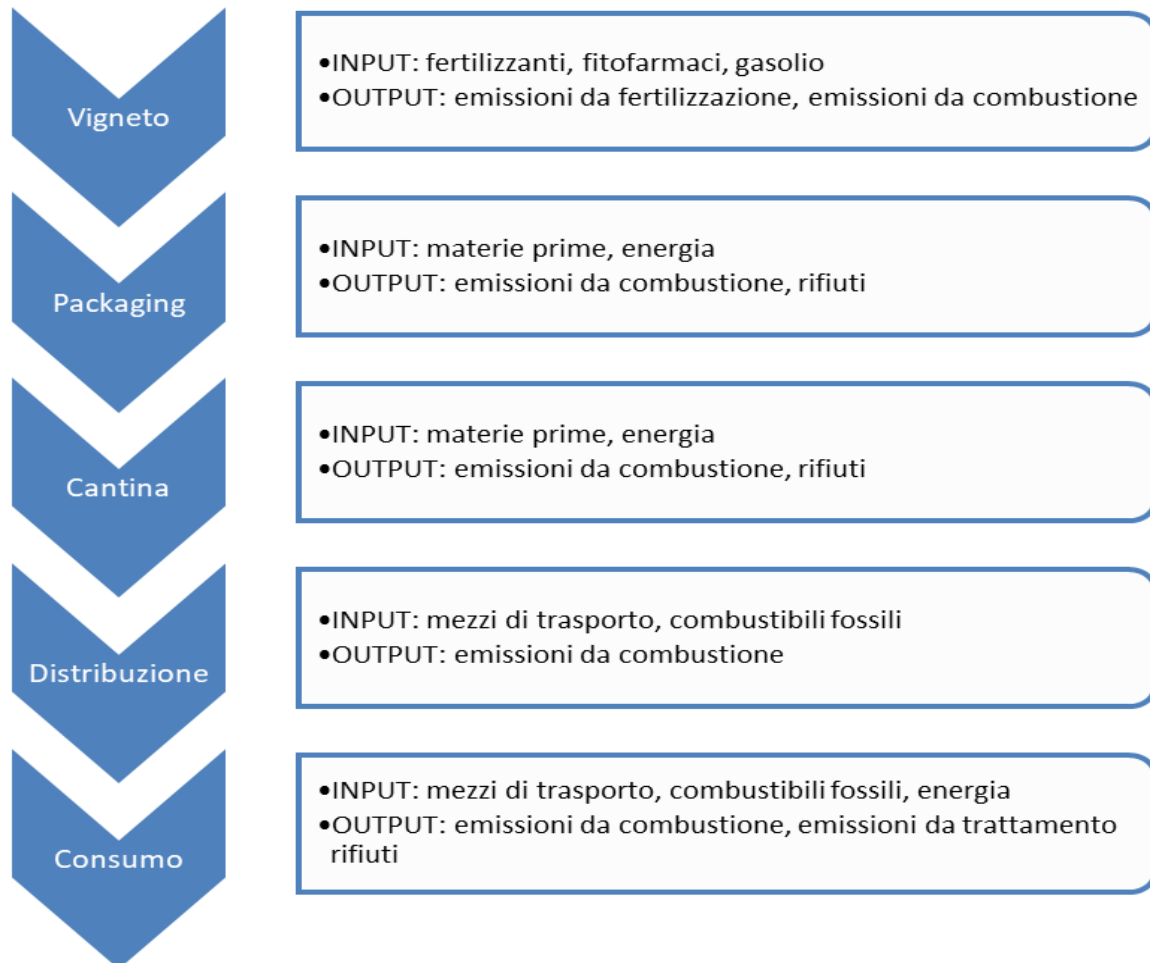 Vigneto
•INPUT: fertilizzanti, fitofarmaci, gasolio
•OUTPUT: emissioni da fertilizzazione, emissioni da combustione
Packaging
•INPUT: materie prime, energia
•OUTPUT: emissioni da combustione, rifiuti
Cantina
•INPUT: materie prime, energia
•OUTPUT: emissioni da combustione, rifiuti
Distribuzione
•INPUT: mezzi di trasporto, combustibili fossili
•OUTPUT: emissioni da combustione
Consumo
•INPUT: mezzi di trasporto, combustibili fossili, energia
•OUTPUT: emissioni da combustione, emissioni da trattamento
rifiuti